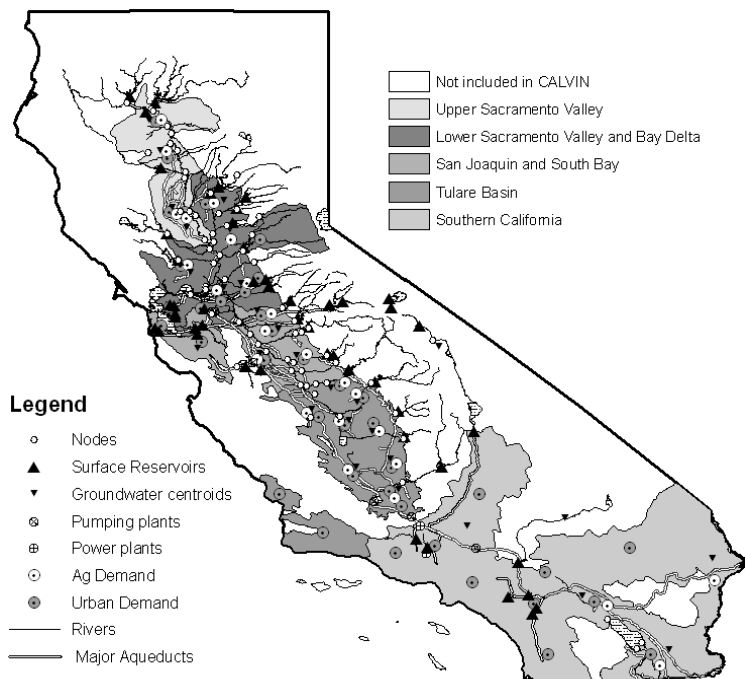 Not included in CALVIN
Upper Sacramento Valley
Lower Sacramento Valley and Bay Delta
San Joaquin and South Bay
Tulare Basin
Southern California
Legend
Nodes
Surface Reservoirs
Groundwater centroids
Pumping plants
Power plants
Ag Demand
Urban Demand
Rivers
Major Aqueducts